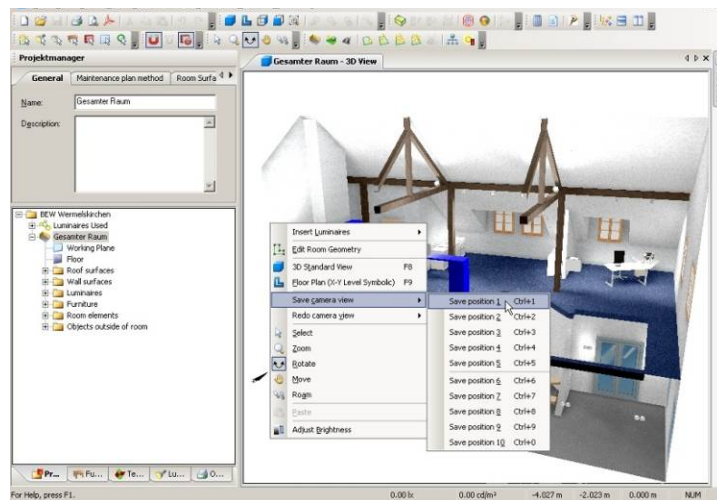 Projektmanager
General
Maintenance plan method
Room Surfa
Name:
Gesamter Raum
Description:
BEW Wermelskirchen
Luminaires Used
Gesamter Raum
Working Plane
Floor
Roof surfaces
Wall surfaces
Luminaires
Furniture
Room elements
Objects outside of room
Pr...
Fu...
Te...
Lu...
O...
Gesamter Raum - 3D View
Insert Luminaires
Edit Room Geometry
3D Standard View F8
Floor Plan (X-Y Level Symbolic) F9
Save camera view
Redo camera view
Select
Zoom
Rotate
Move
Roam
Paste
Adjust Brightness
Save position 1 Ctrl+1
Save position 2 Ctrl+2
Save position 3 Ctrl+3
Save position 4 Ctrl+4
Save position 5 Ctrl+5
Save position 6 Ctrl+6
Save position 7 Ctrl+7
Save position 8 Ctrl+8
Save position 9 Ctrl+9
Save position 10 Ctrl+0
For Help, press F1.
0.00 lx
0.00 cd/m²
-4.027 m
-2.023 m
0.000 m
NUM